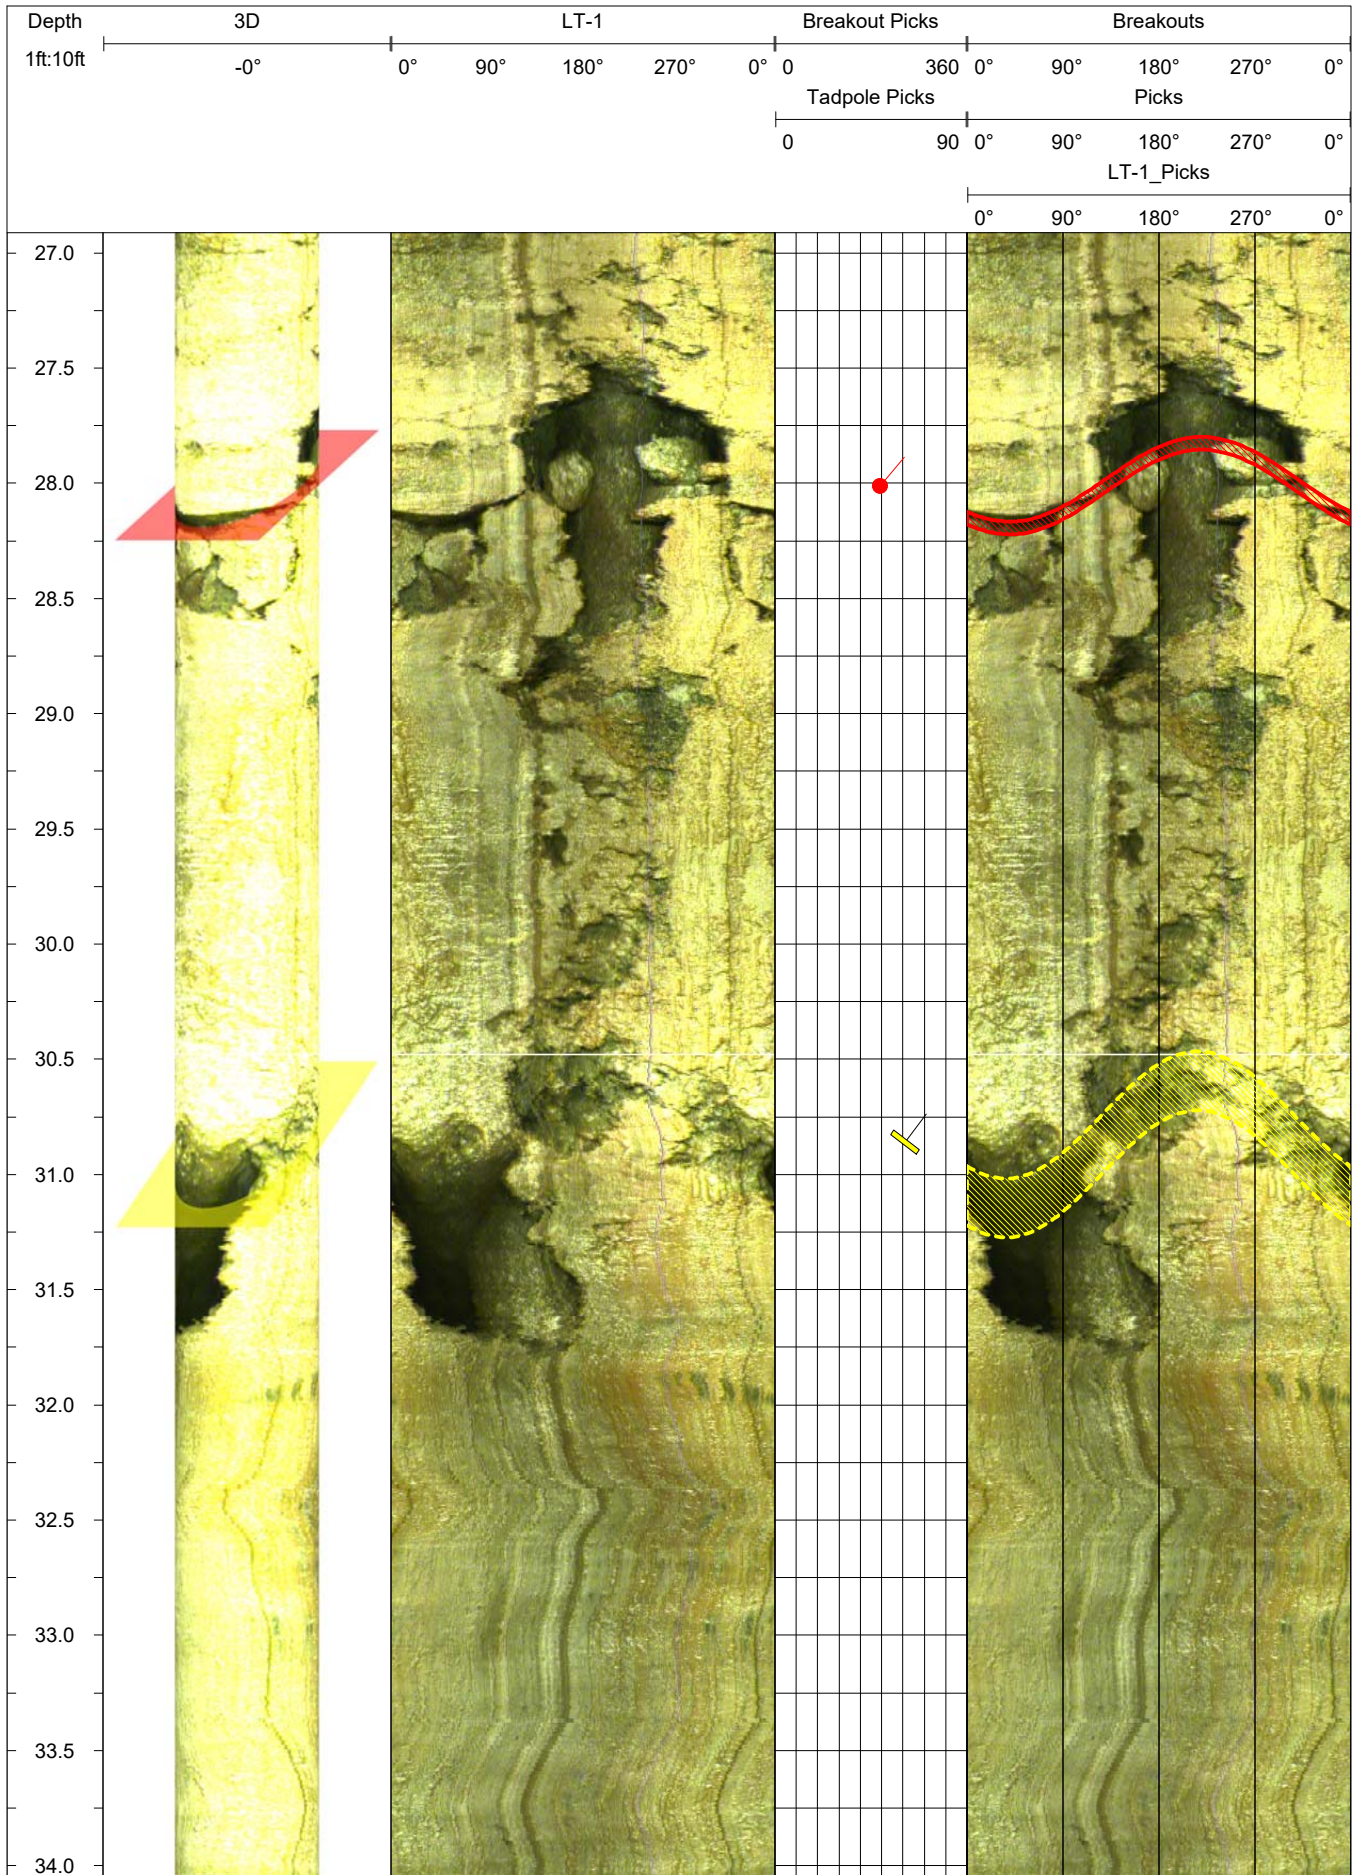 Depth 3D LT-1 Breakout Picks Breakouts
1ft:10ft -0° 0° 90° 180° 270° 0° 0 360 0° 90° 180° 270° 0°
Tadpole Picks Picks
0 90 0° 90° 180° 270° 0°
LT-1_Picks
0° 90° 180° 270° 0°
27.0
27.5
28.0
28.5
29.0
29.5
30.0
30.5
31.0
31.5
32.0
32.5
33.0
33.5
34.0